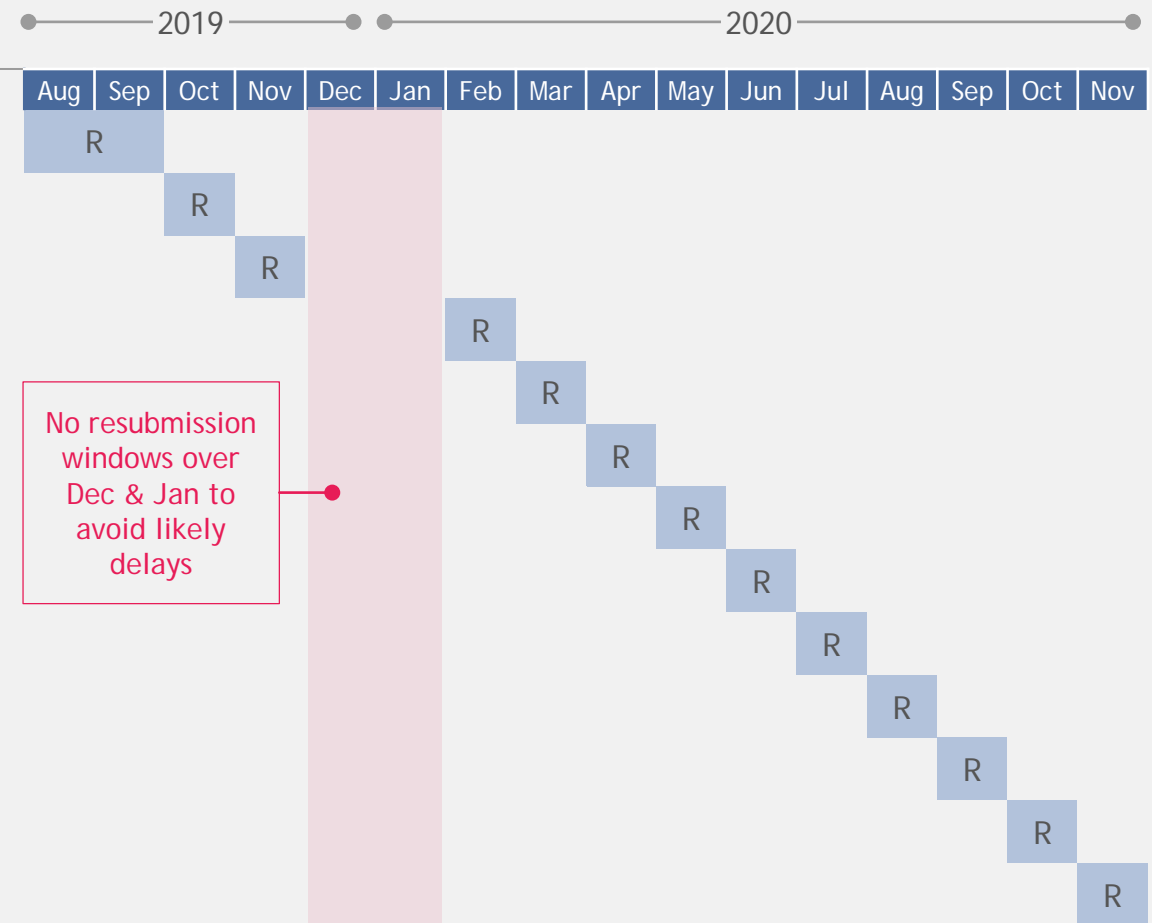 2019 2020
Aug Sep Oct Nov Dec Jan Feb Mar Apr May Jun Jul Aug Sep Oct Nov
R
R
R
R
R
No resubmission
windows over
Dec & Jan to
avoid likely
delays
R
R
R
R
R
R
R
R